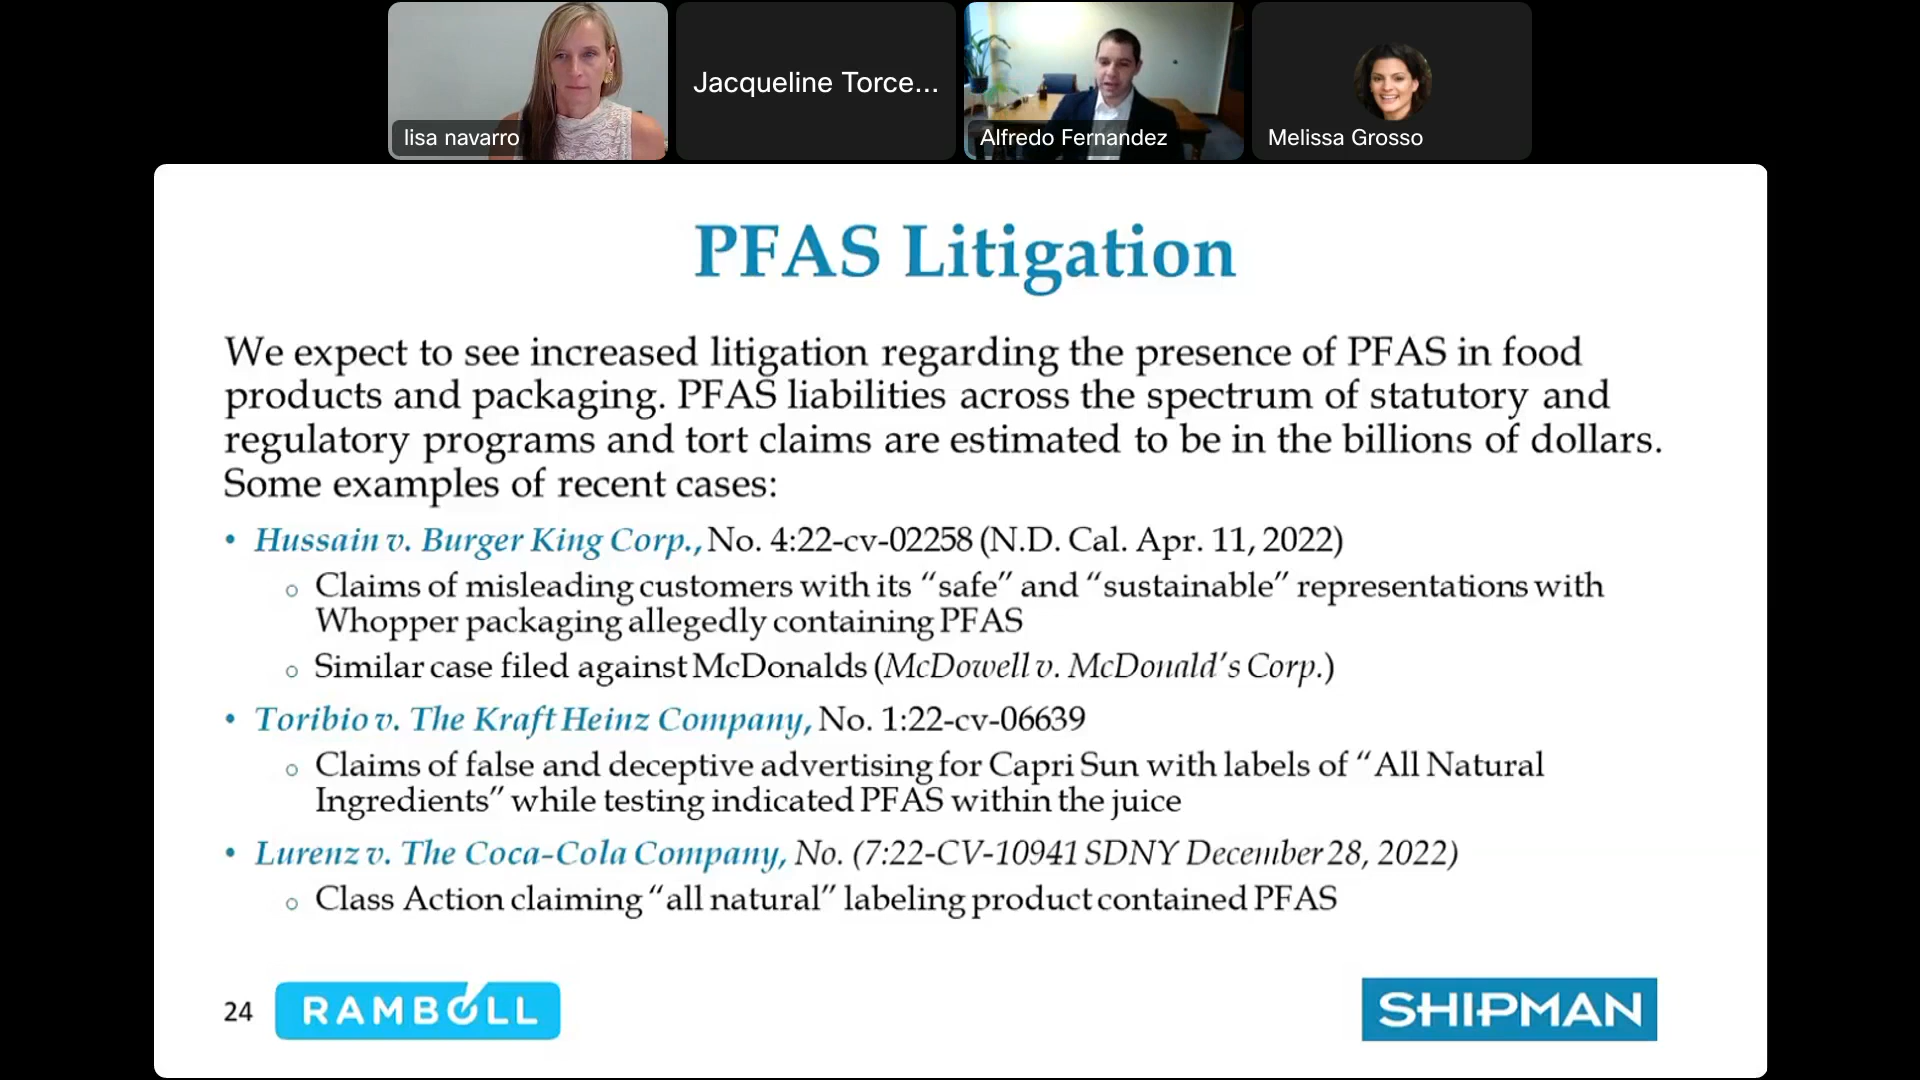 lisa navarro
Jacqueline Torce...
Alfredo Fernandez
Melissa Grosso
PFAS Litigation
We expect to see increased litigation regarding the presence of PFAS in food
products and packaging. PFAS liabilities across the spectrum of statutory and
regulatory programs and tort claims are estimated to be in the billions of dollars.
Some examples of recent cases:
• Hussain v. Burger King Corp., No. 4:22-cv-02258 (N.D. Cal. Apr. 11, 2022)
o Claims of misleading customers with its “safe” and “sustainable” representations with
Whopper packaging allegedly containing PFAS
o Similar case filed against McDonalds (McDowell v. McDonald’s Corp.)
• Toribio v. The Kraft Heinz Company, No. 1:22-cv-06639
o Claims of false and deceptive advertising for Capri Sun with labels of “All Natural
Ingredients” while testing indicated PFAS within the juice
• Lurenz v. The Coca-Cola Company, No. (7:22-CV-10941 SDNY December 28, 2022)
o Class Action claiming “all natural” labeling product contained PFAS
24
RAMBOLL
SHIPMAN